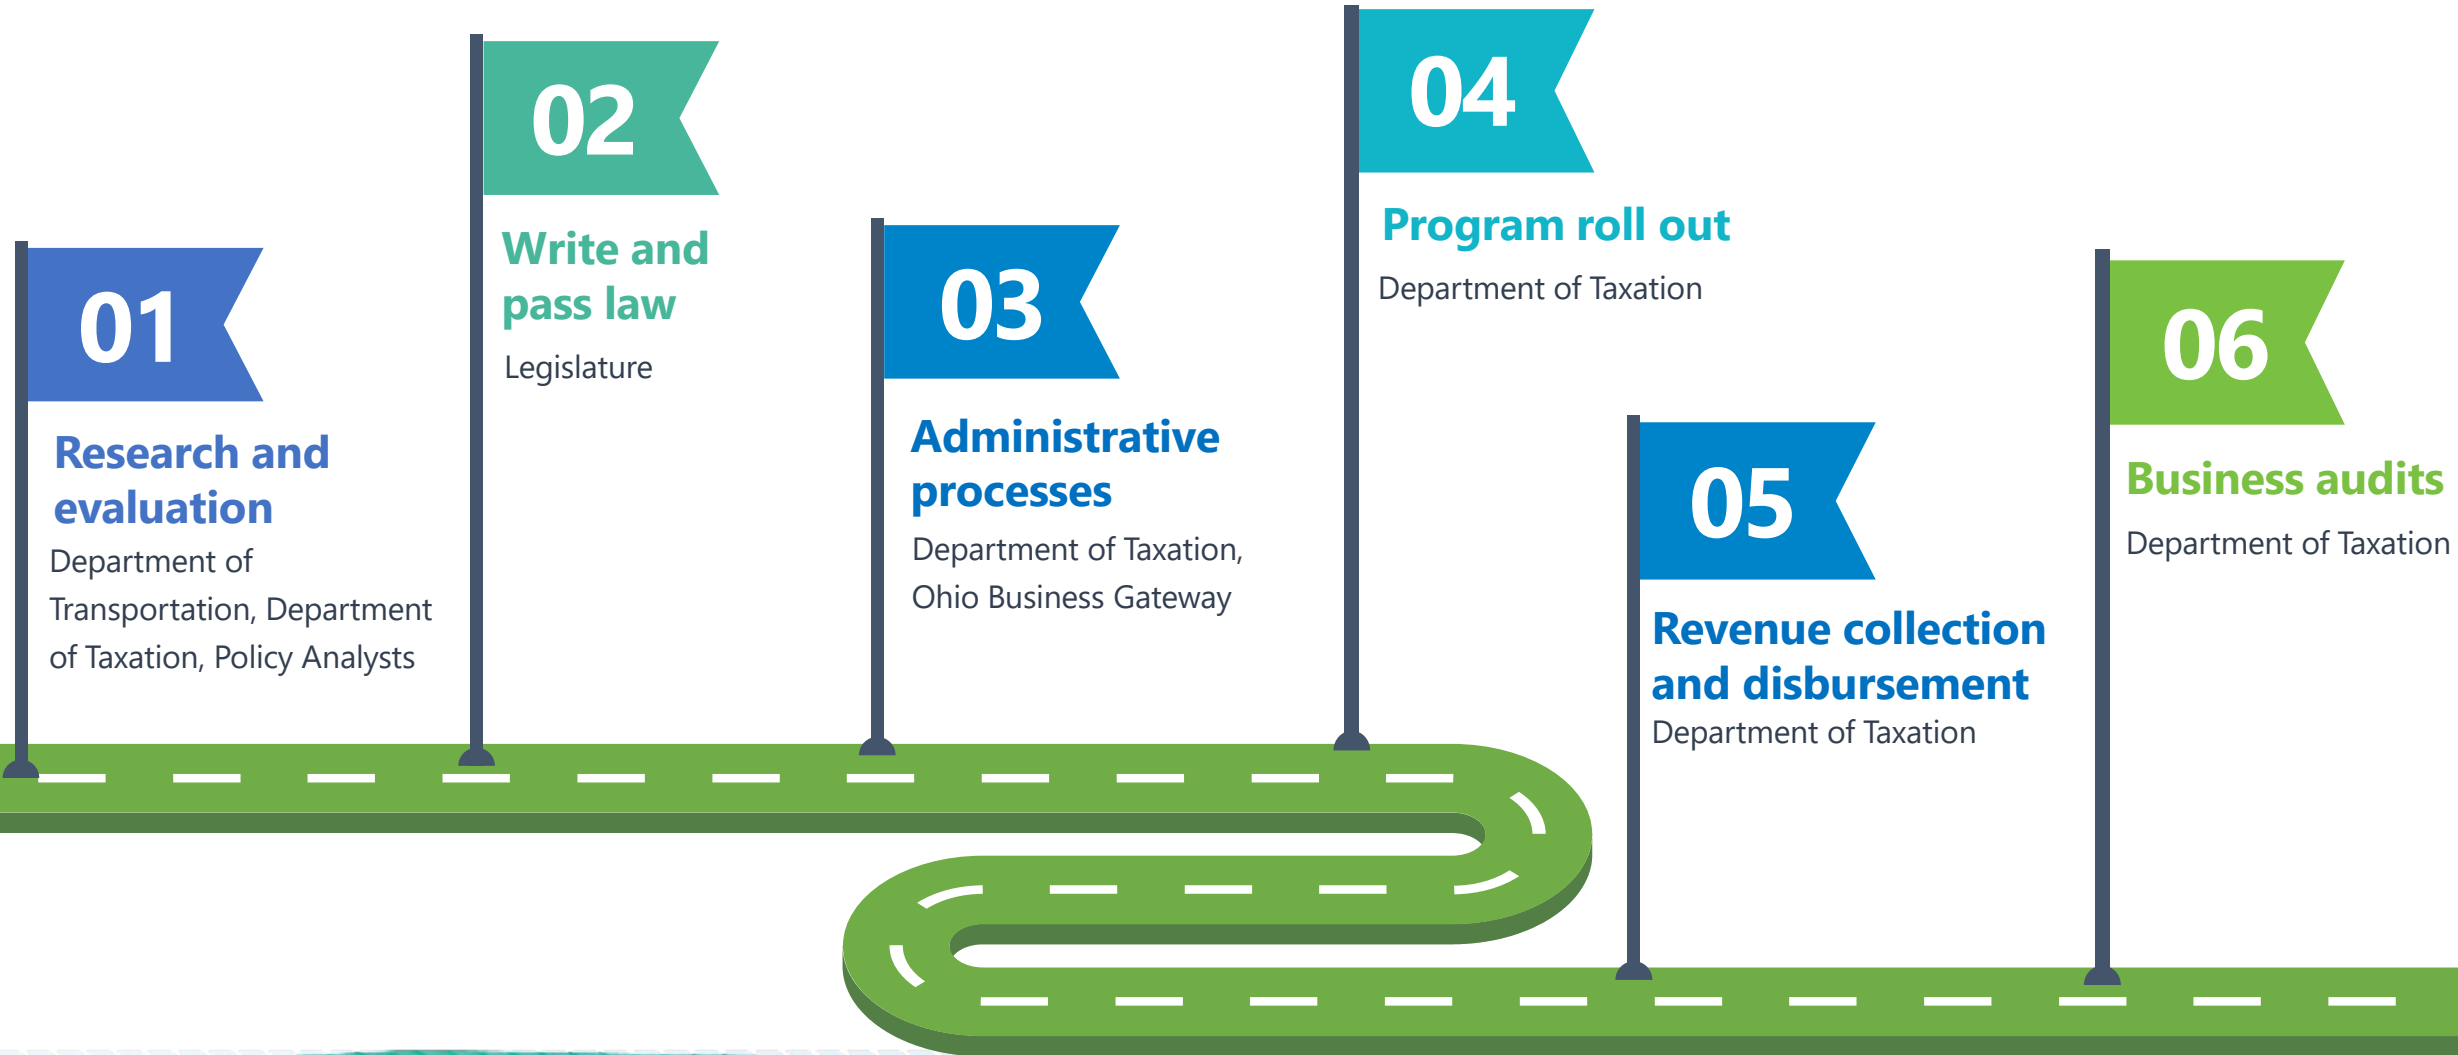 01
Research and
evaluation
Department of
Transportation, Department
of Taxation, Policy Analysts
02
Write and
pass law
Legislature
03
Administrative
processes
Department of Taxation,
Ohio Business Gateway
04
Program roll out
Department of Taxation
05
Revenue collection
and disbursement
Department of Taxation
06
Business audits
Department of Taxation